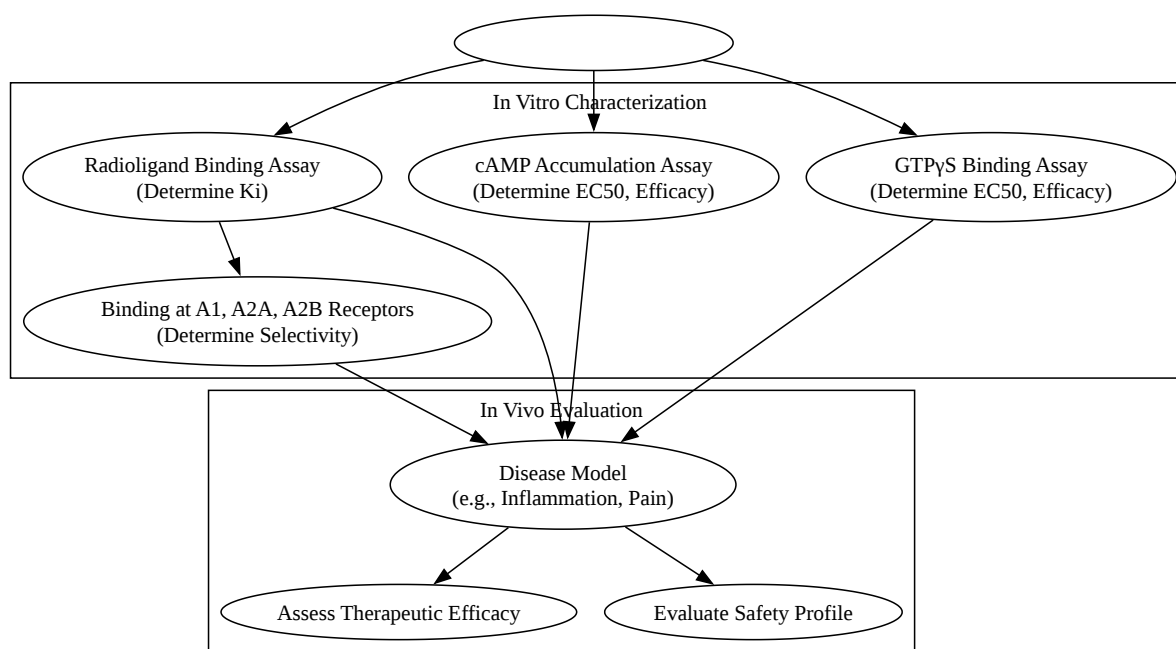 In Vitro Characterization
Radioligand Binding Assay
(Determine Ki)
cAMP Accumulation Assay
(Determine EC50, Efficacy)
GTPγS Binding Assay
(Determine EC50, Efficacy)
Binding at A1, A2A, A2B Receptors
(Determine Selectivity)
In Vivo Evaluation
Disease Model
(e.g., Inflammation, Pain)
Assess Therapeutic Efficacy
Evaluate Safety Profile